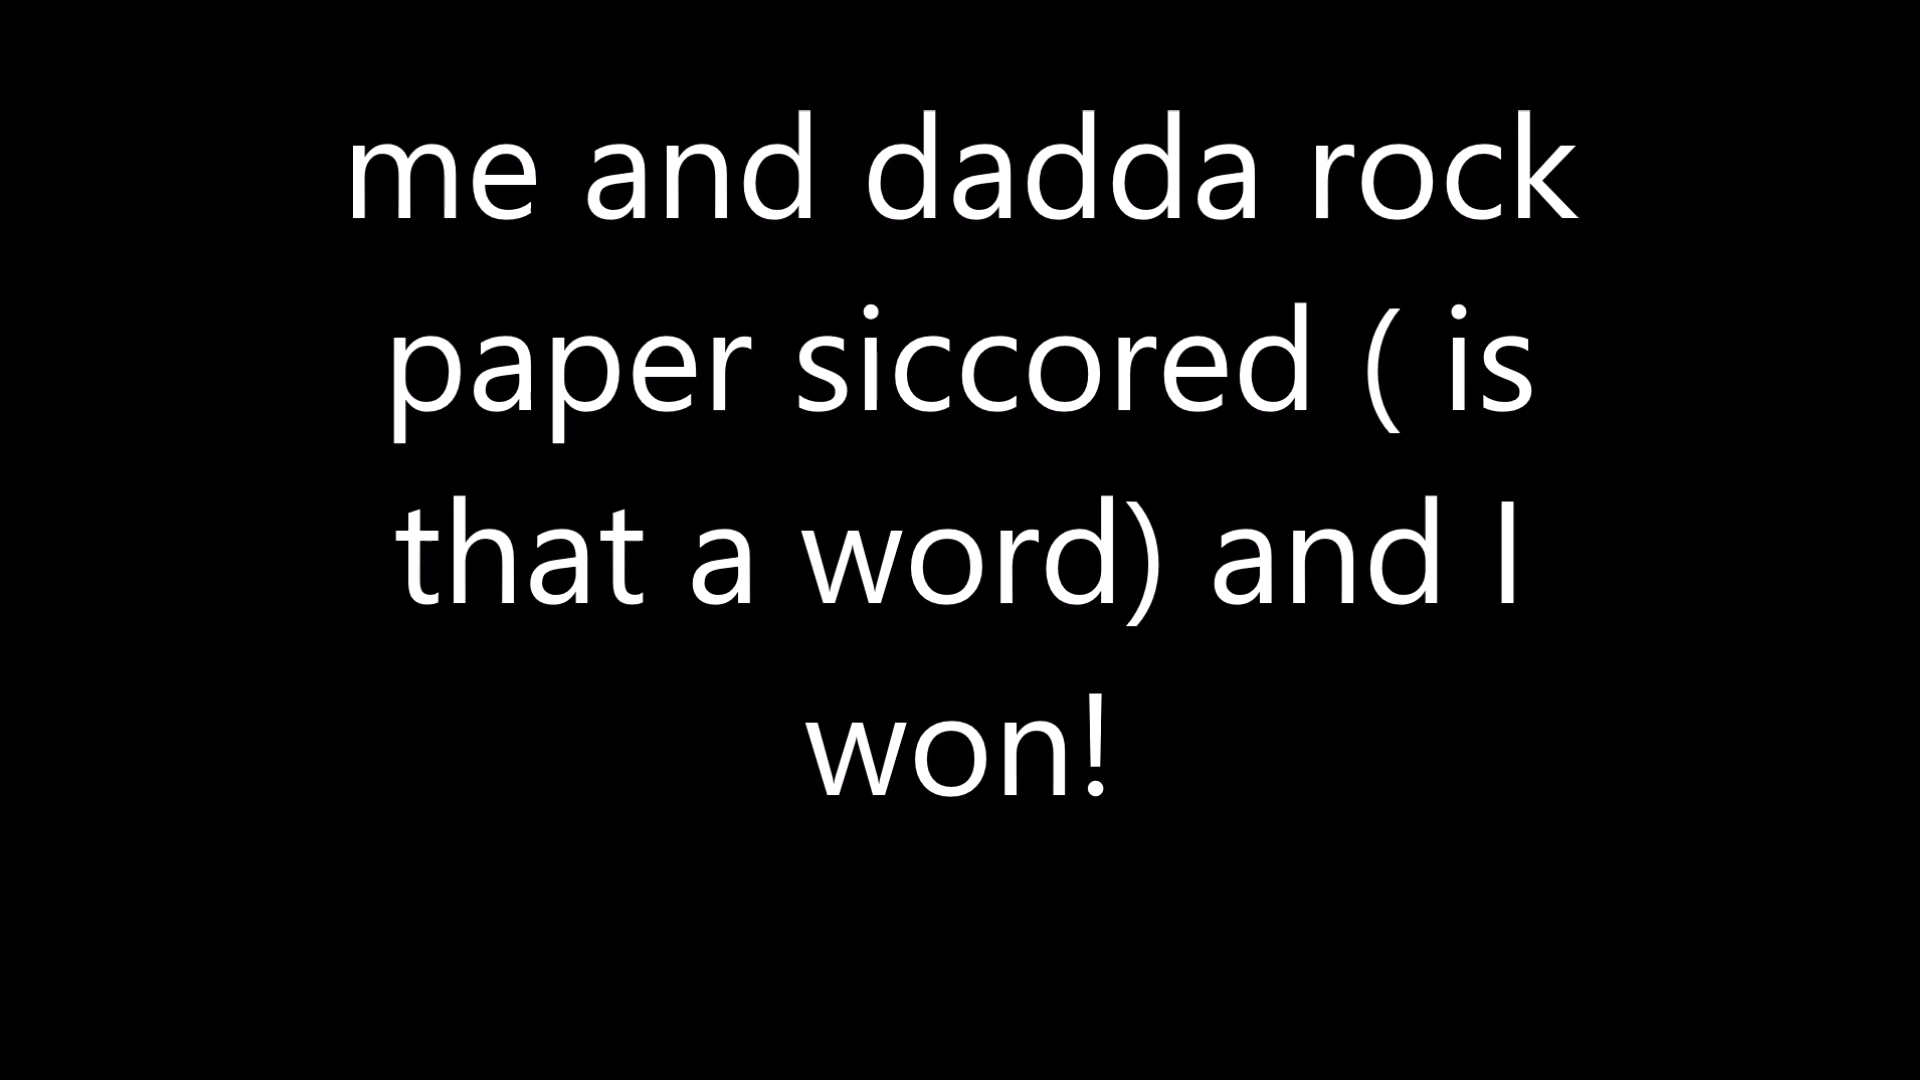 me and dadda rock
paper siccored ( is
that a word) and I
won!